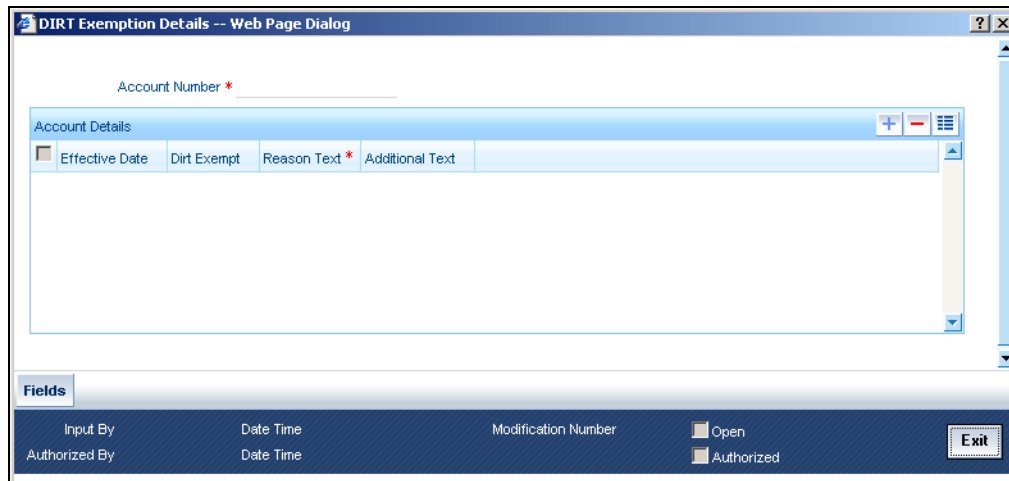 DIRT Exemption Details -- Web Page Dialog
Account Number *
Account Details
Effective Date Dirt Exempt Reason Text * Additional Text
Fields
Input By Date Time Modification Number Open
Authorized By Date Time Authorized
Exit